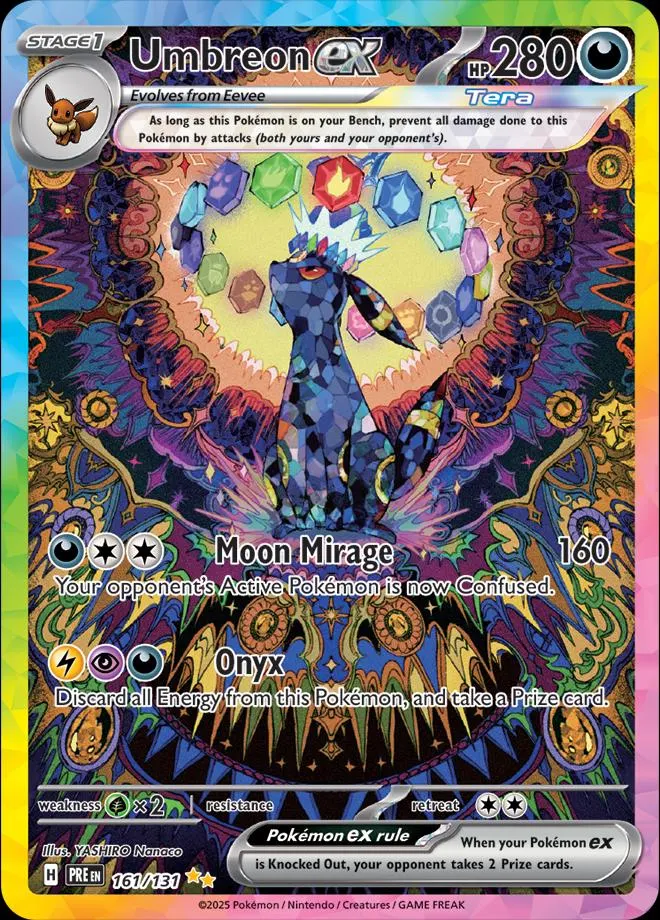 STAGE1 Umbreon ex HP 280
Evolves from Eevee Tera
As long as this Pokémon is on your Bench, prevent all damage done to this
Pokémon by attacks (both yours and your opponent's).
Moon Mirage 160
Your opponent's Active Pokémon is now Confused.
Onyx
Discard all Energy from this Pokémon, and take a Prize card.
weakness ×2 resistance retreat
Illus. YASHIRO Nanaco
Pokémon ex rule
When your Pokémon ex
is Knocked Out, your opponent takes 2 Prize cards.
H PRE EN 161/131
©2025 Pokémon / Nintendo / Creatures / GAME FREAK